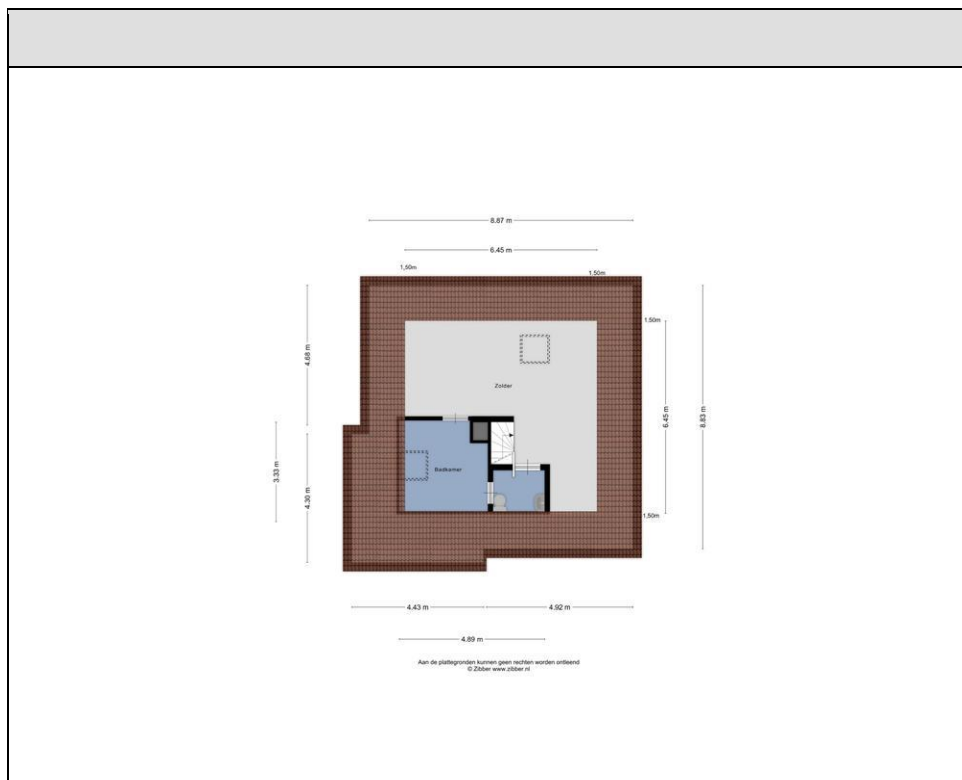 8.87 m
6.45 m
1,50m
1.50m
1,50m
4.68 m
Zolder
6.45 m
8.83 m
3.33 m
4.30 m
Badkamer
1,50m
4.43 m
4.92 m
4.89 m
Aan de plattegronden kunnen geen rechten worden ontleend
© Zibber www.zibber.nl